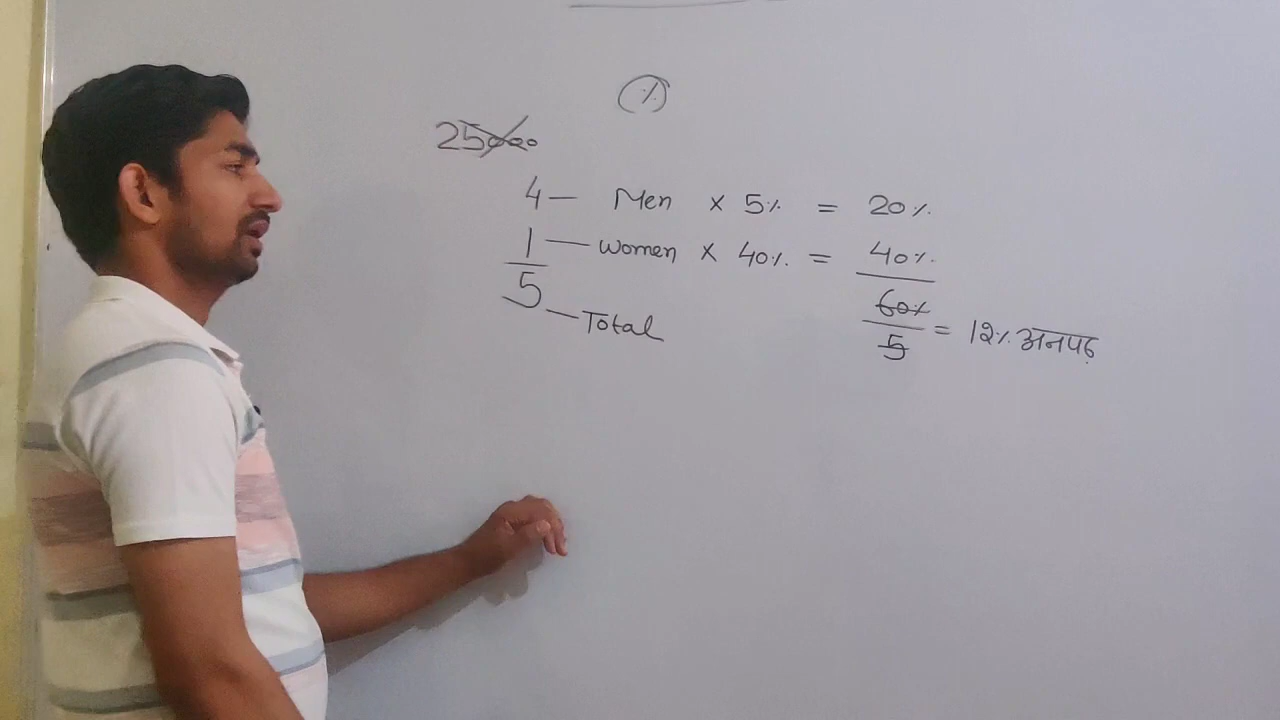 %
25000
4 — Men × 5% = 20%
1 — women × 40% = 40%
5 — Total
60% / 5 = 12% अनपढ़